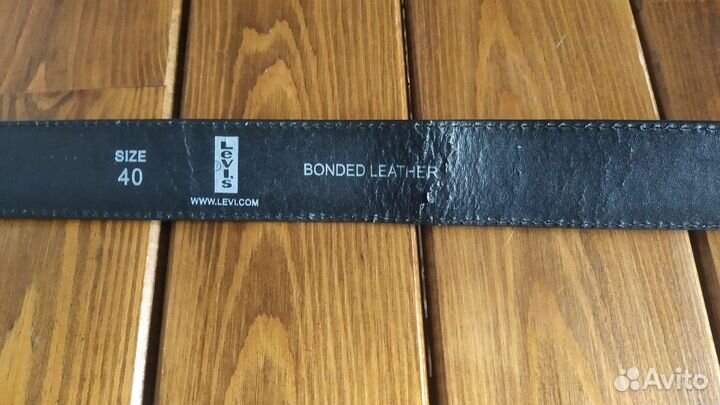 SIZE
40
Levi's
WWW.LEVI.COM
BONDED LEATHER
Avito